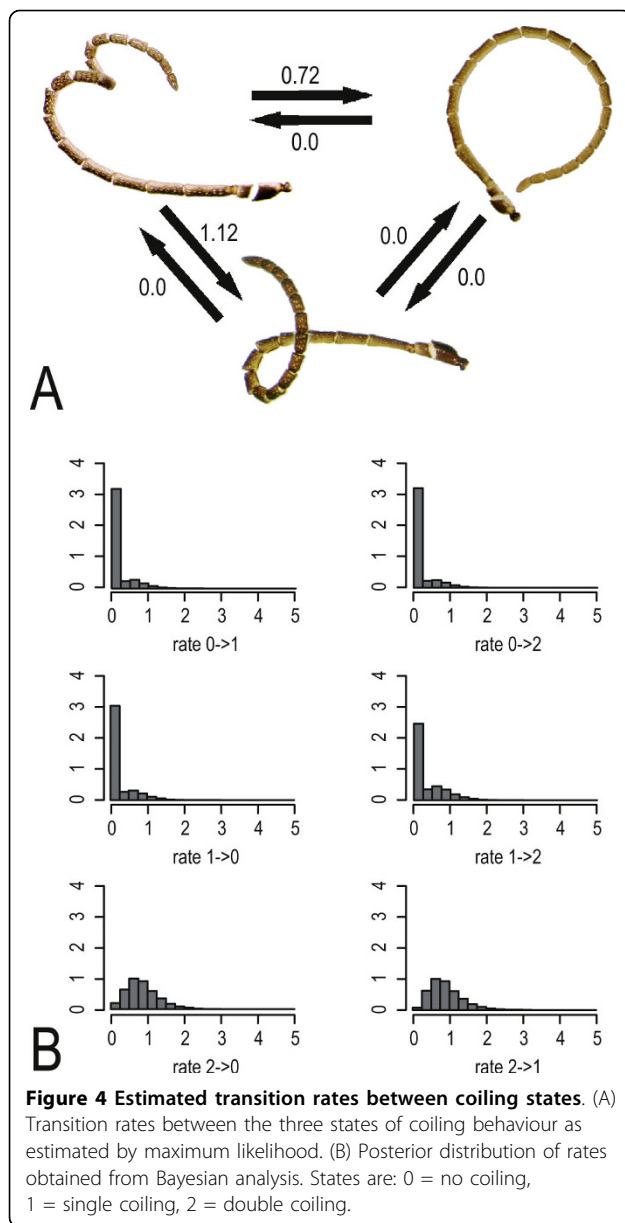 0.72
0.0
1.12
0.0
0.0
0.0
A
4
3
2
1
0
0 1 2 3 4 5
rate 0->1
4
3
2
1
0
0 1 2 3 4 5
rate 0->2
4
3
2
1
0
0 1 2 3 4 5
rate 1->0
4
3
2
1
0
0 1 2 3 4 5
rate 1->2
4
3
2
1
0
0 1 2 3 4 5
rate 2->0
4
3
2
1
0
0 1 2 3 4 5
rate 2->1
B
Figure 4 Estimated transition rates between coiling states. (A)
Transition rates between the three states of coiling behaviour as
estimated by maximum likelihood. (B) Posterior distribution of rates
obtained from Bayesian analysis. States are: 0 = no coiling,
1 = single coiling, 2 = double coiling.